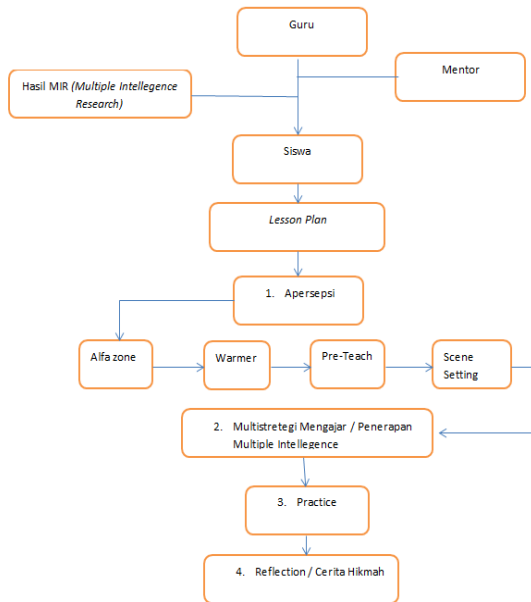 Guru
Mentor
Hasil MIR (Multiple Intellegence
Research)
Siswa
Lesson Plan
1. Apersepsi
Alfa zone
Warmer
Pre-Teach
Scene
Setting
2. Multistretegi Mengajar / Penerapan
Multiple Intellegence
3. Practice
4. Reflection / Cerita Hikmah